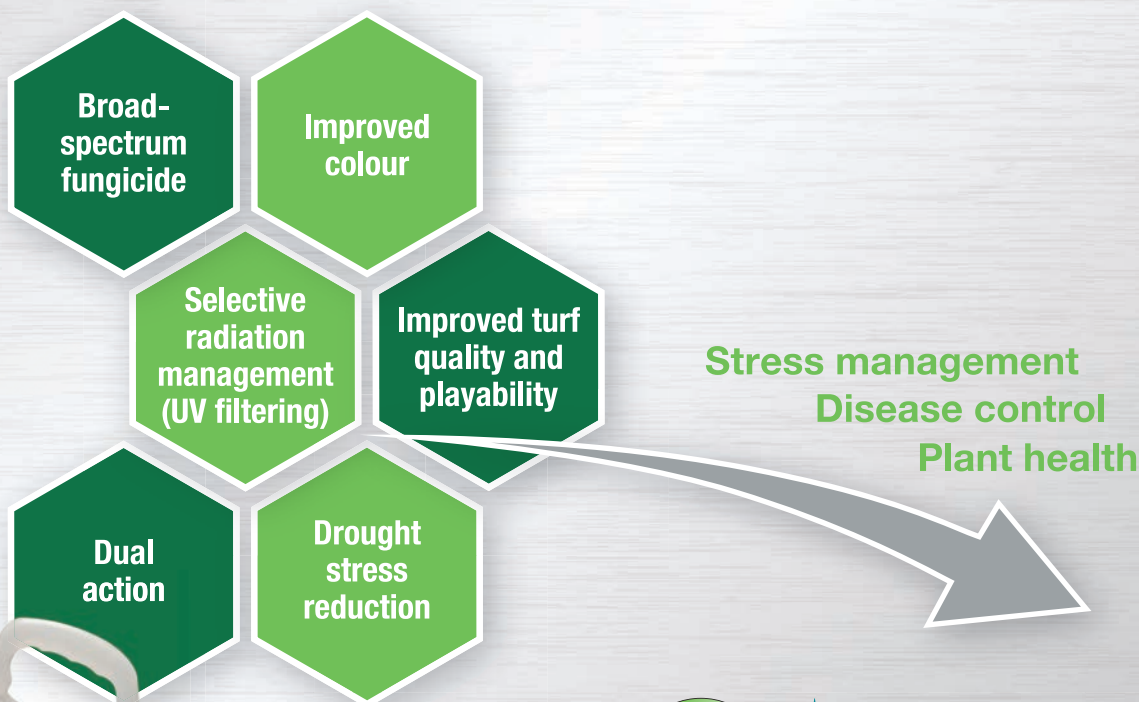 Broad-
spectrum
fungicide
Improved
colour
Selective
radiation
management
(UV filtering)
Improved turf
quality and
playability
Stress management
Disease control
Plant health
Dual
action
Drought
stress
reduction